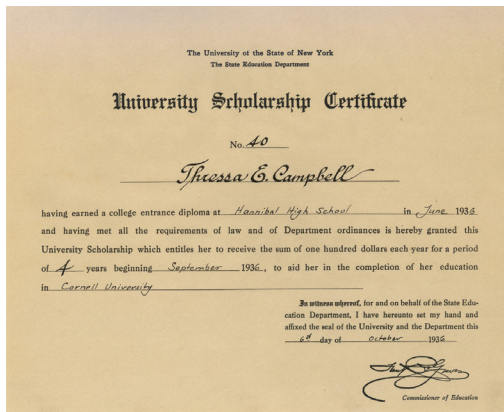 The University of the State of New York
The State Education Department
University Scholarship Certificate
No. 40
Thressa E. Campbell
having earned a college entrance diploma at Hannibal High School in June 1936
and having met all the requirements of law and of Department ordinances is hereby granted this
University Scholarship which entitles her to receive the sum of one hundred dollars each year for a period
of 4 years beginning September 1936, to aid her in the completion of her education
in Cornell University
In witness whereof, for and on behalf of the State Edu-
cation Department, I have hereunto set my hand and
affixed the seal of the University and the Department this
6th day of October 1936
Commissioner of Education